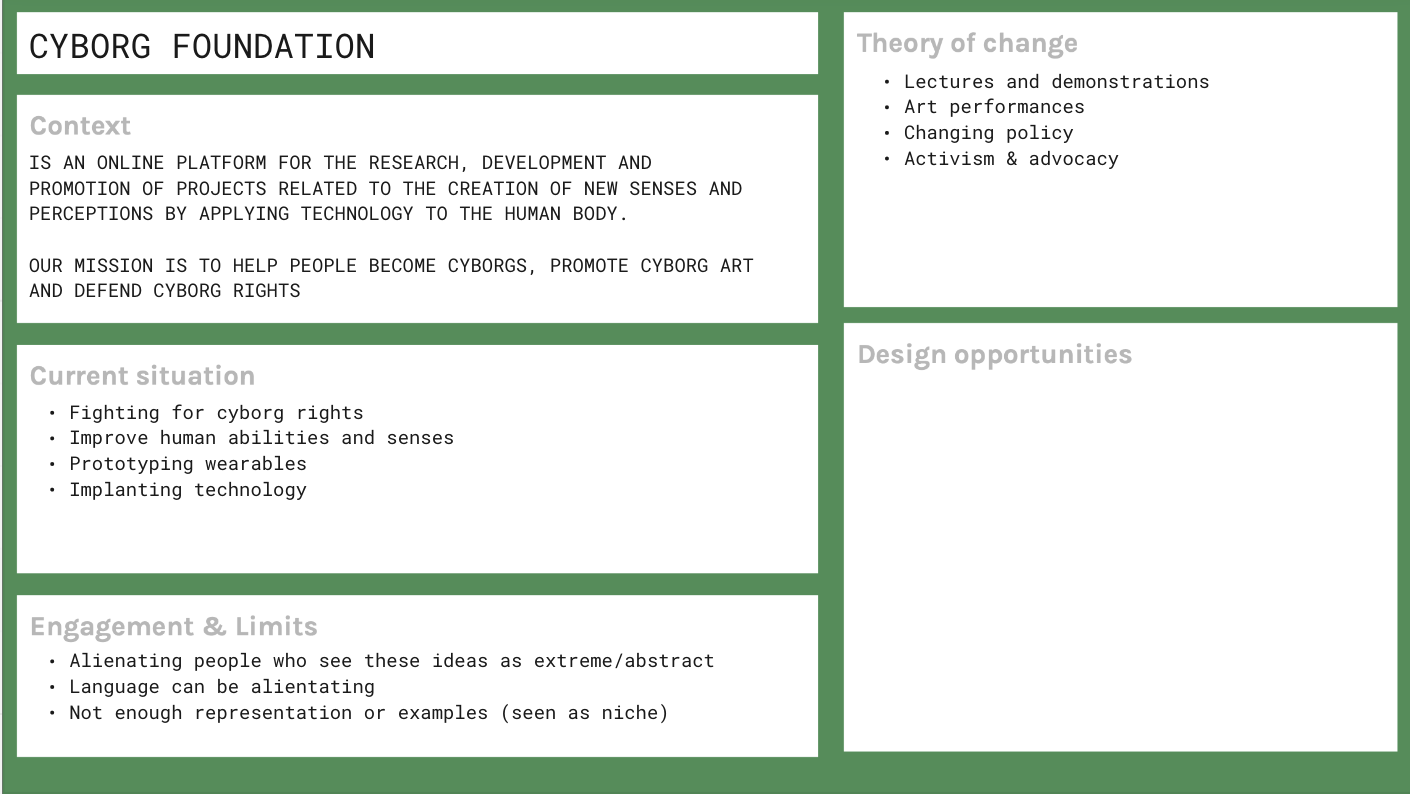 CYBORG FOUNDATION
Context
IS AN ONLINE PLATFORM FOR THE RESEARCH, DEVELOPMENT AND
PROMOTION OF PROJECTS RELATED TO THE CREATION OF NEW SENSES AND
PERCEPTIONS BY APPLYING TECHNOLOGY TO THE HUMAN BODY.
OUR MISSION IS TO HELP PEOPLE BECOME CYBORGS, PROMOTE CYBORG ART
AND DEFEND CYBORG RIGHTS
Current situation
• Fighting for cyborg rights
• Improve human abilities and senses
• Prototyping wearables
• Implanting technology
Engagement & Limits
• Alienating people who see these ideas as extreme/abstract
• Language can be alientating
• Not enough representation or examples (seen as niche)
Theory of change
• Lectures and demonstrations
• Art performances
• Changing policy
• Activism & advocacy
Design opportunities